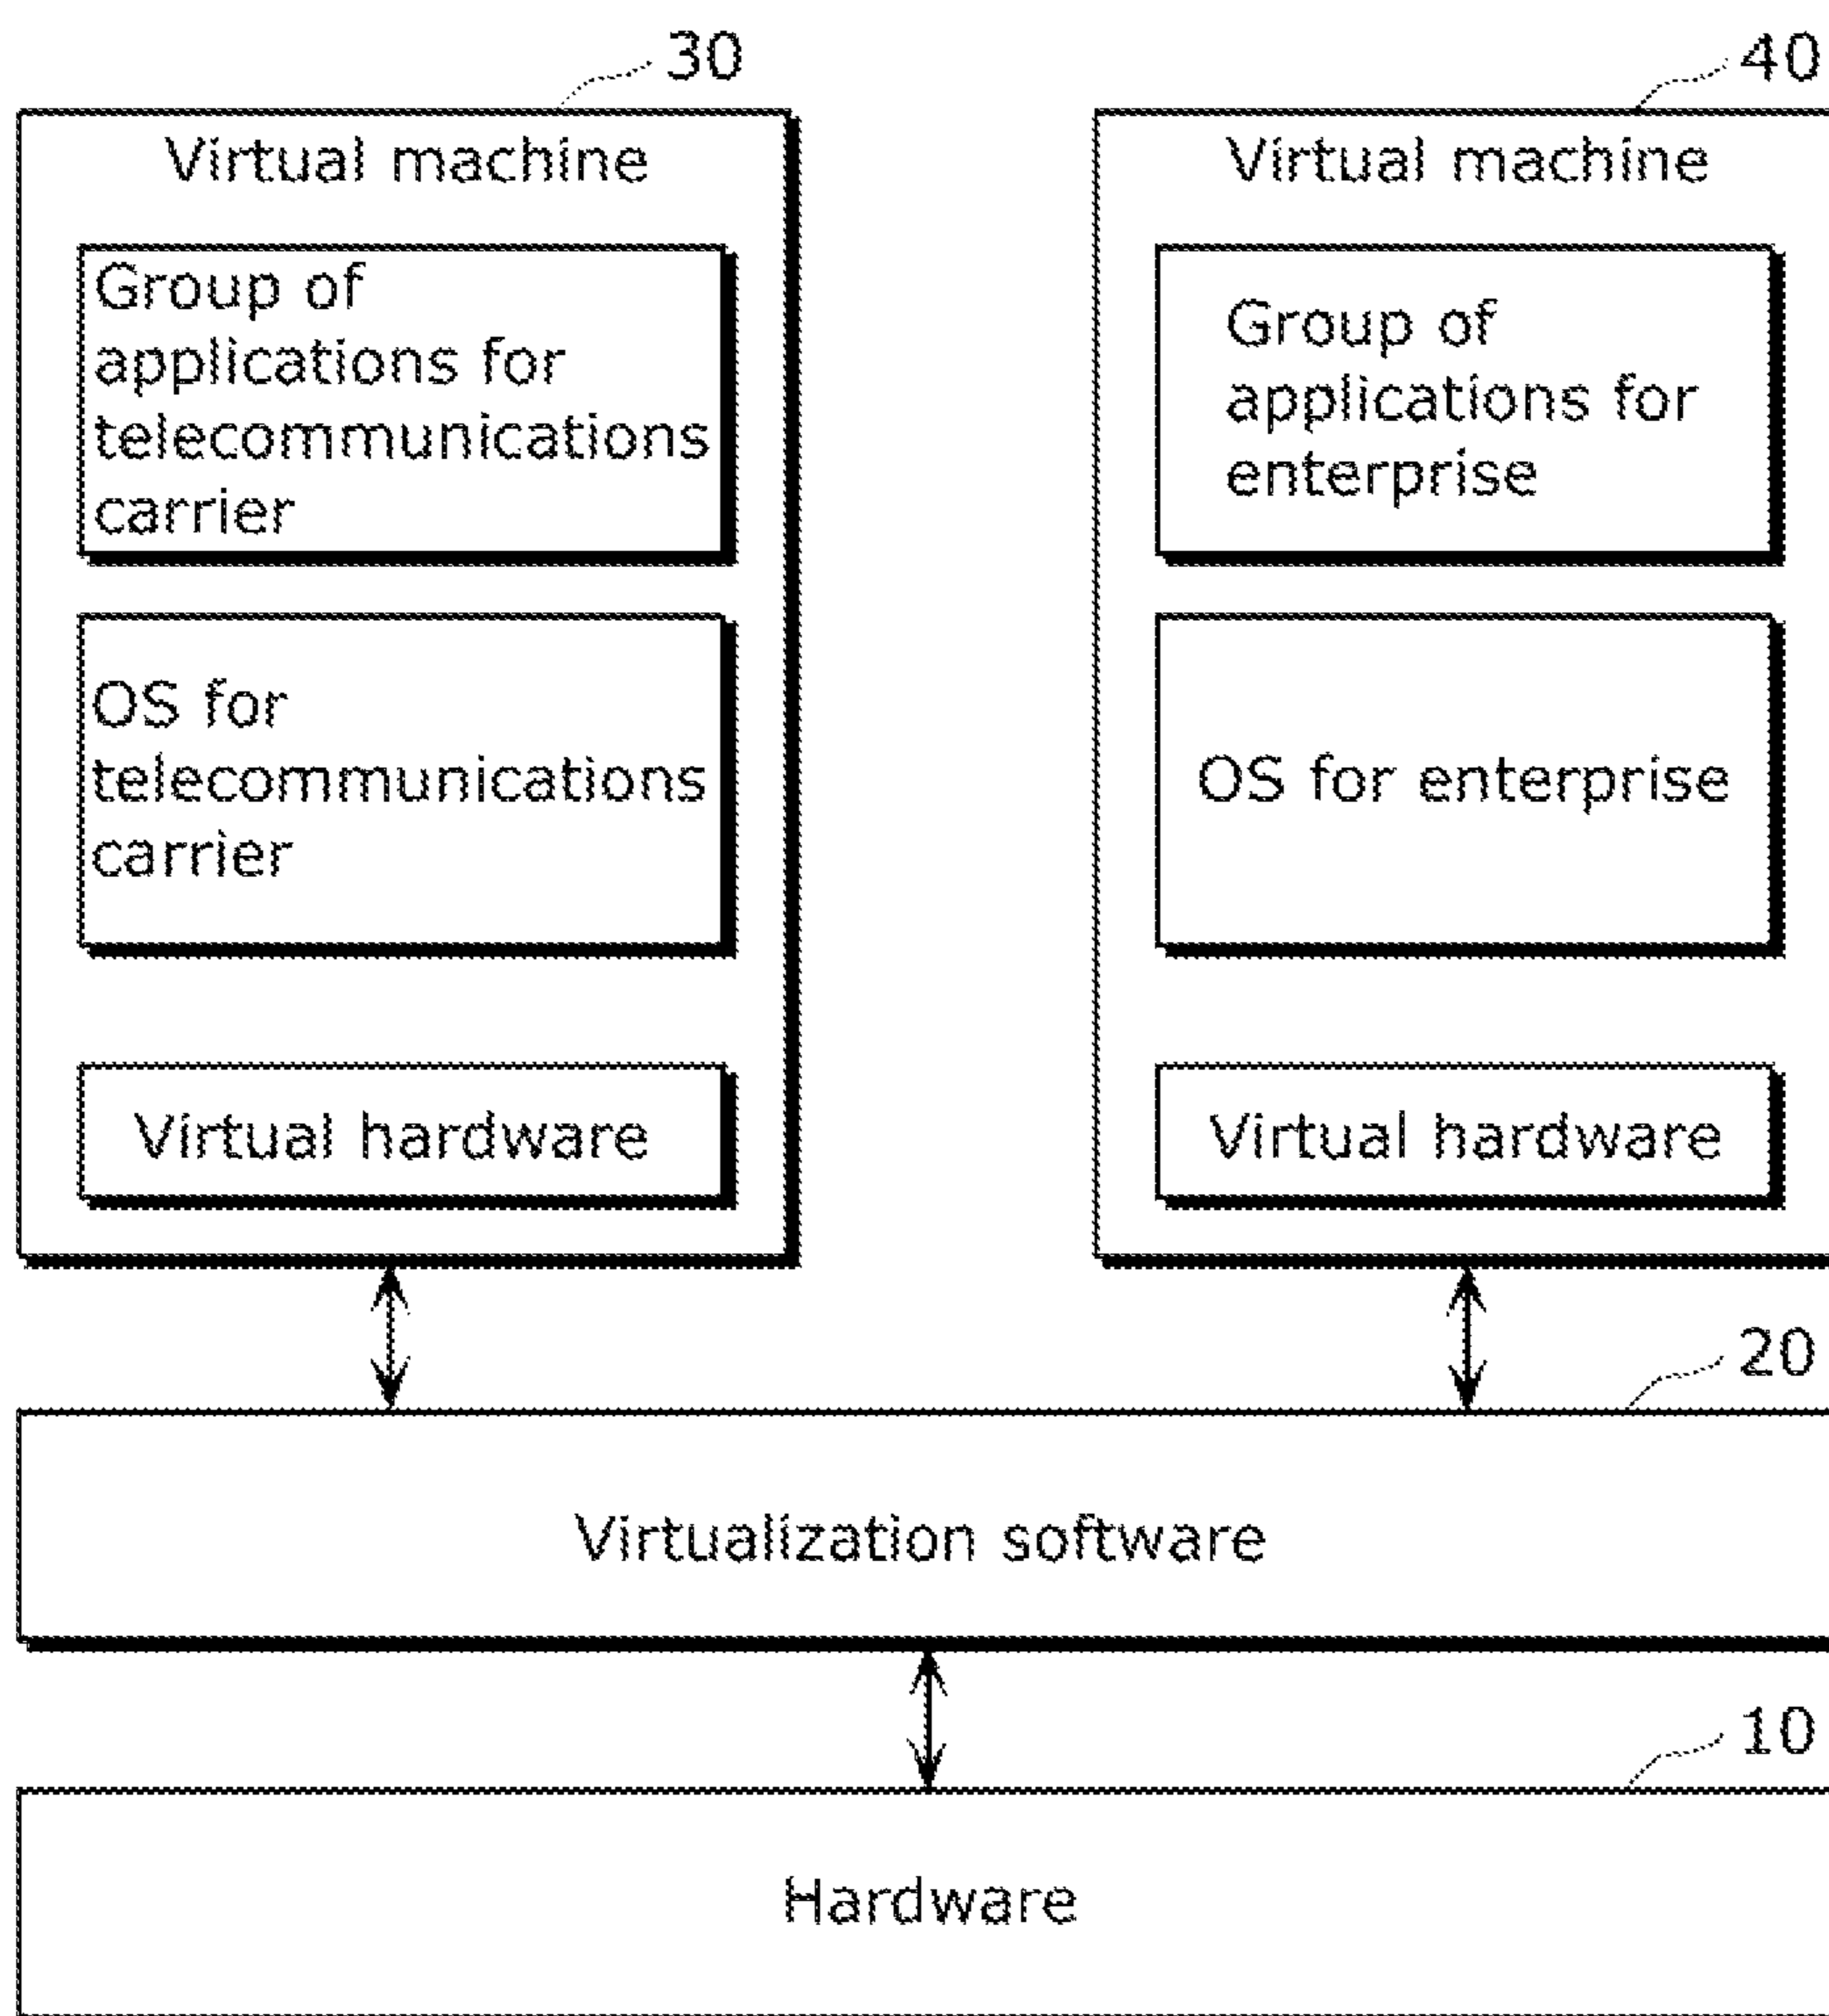 30
Virtual machine
Group of
applications for
telecommunications
carrier
OS for
telecommunications
carrier
Virtual hardware
40
Virtual machine
Group of
applications for
enterprise
OS for enterprise
Virtual hardware
20
Virtualization software
10
Hardware